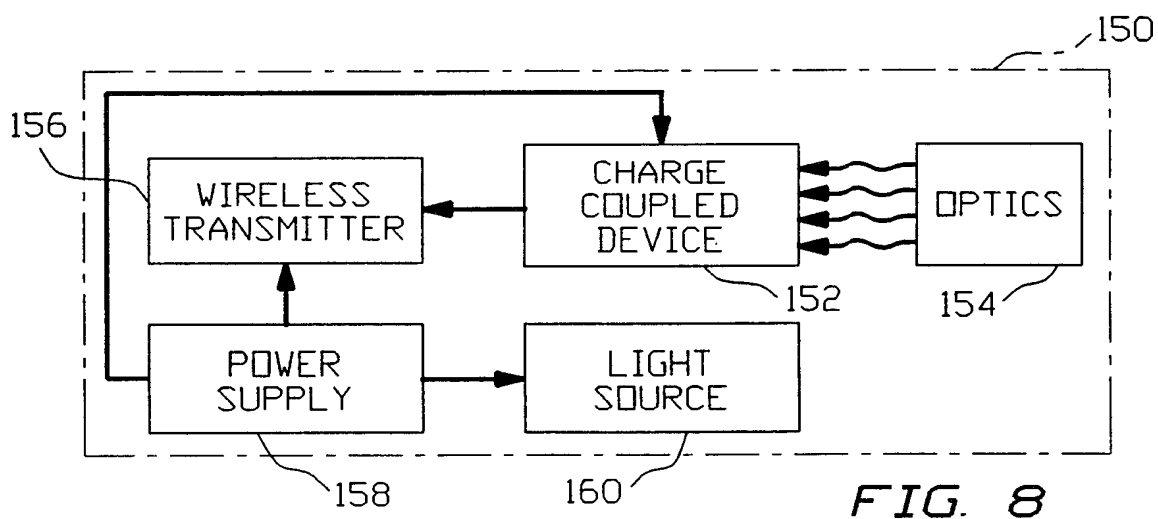 150
156
WIRELESS
TRANSMITTER
CHARGE
COUPLED
DEVICE
OPTICS
152
154
POWER
SUPPLY
LIGHT
SOURCE
158
160
FIG. 8